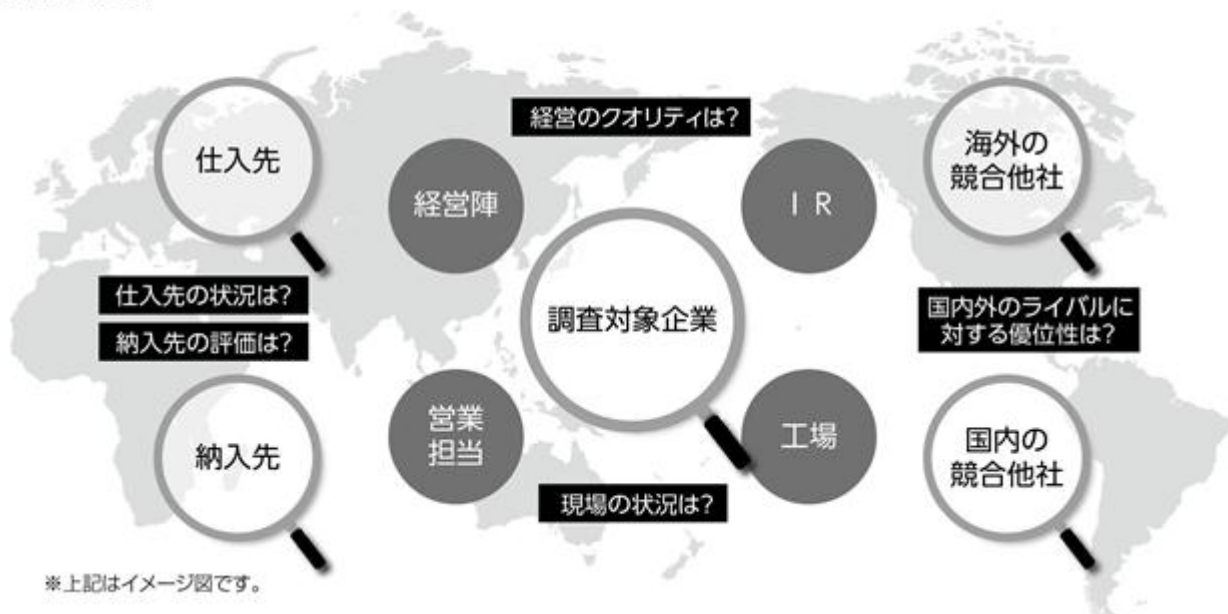 経営のクオリティは?
仕入先
経営陣
IR
海外の
競合他社
調査対象企業
仕入先の状況は?
納入先の評価は?
国内外のライバルに
対する優位性は?
納入先
営業
担当
工場
国内の
競合他社
現場の状況は?
※上記はイメージ図です。